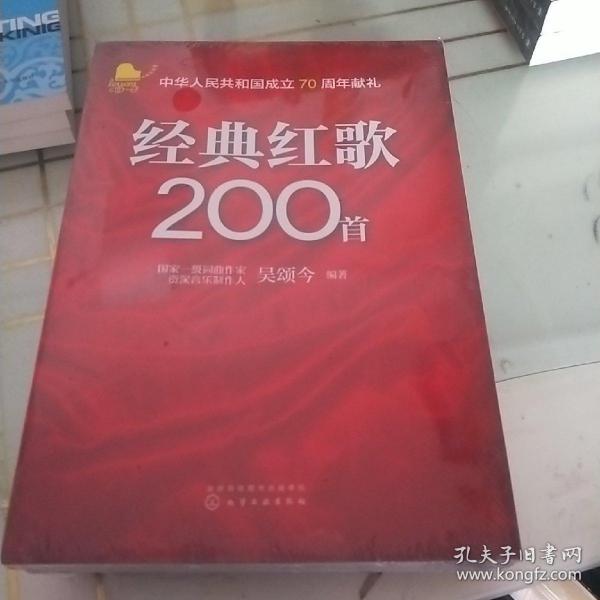 TING
KING
中华人民共和国成立 70 周年献礼
经典红歌
200首
国家一级词曲作家
资深音乐制作人
吴颂今 编著
化学工业出版社
孔夫子旧书网
www.kongfz.com